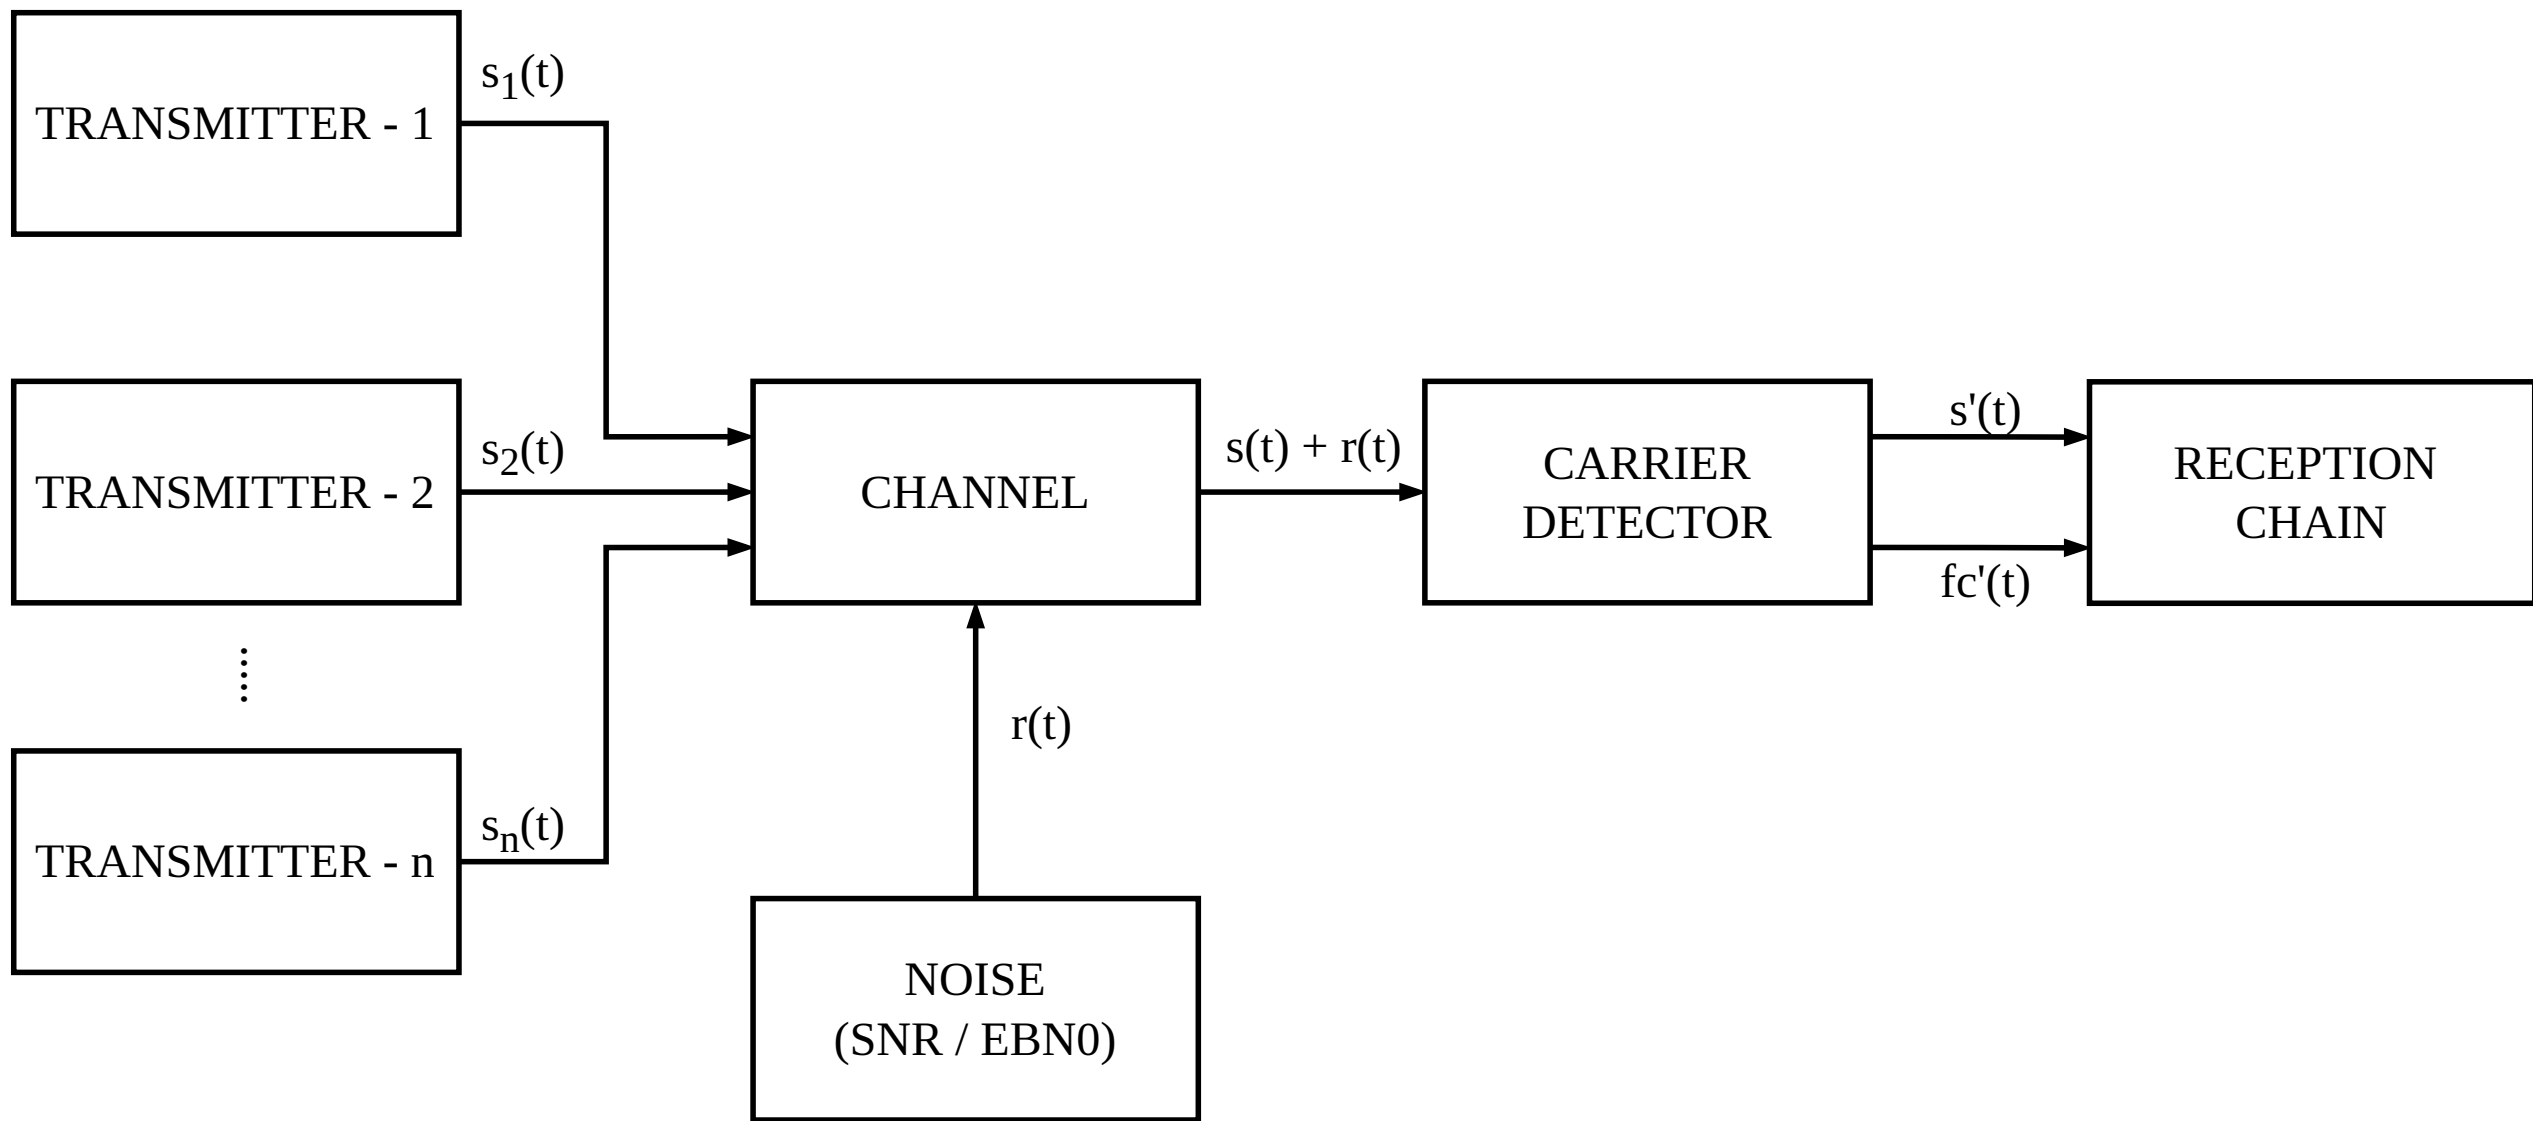 s₁(t)
TRANSMITTER - 1
s₂(t)
TRANSMITTER - 2
sₙ(t)
TRANSMITTER - n
CHANNEL
r(t)
NOISE
(SNR / EBN0)
s(t) + r(t)
CARRIER
DETECTOR
s'(t)
fc'(t)
RECEPTION
CHAIN